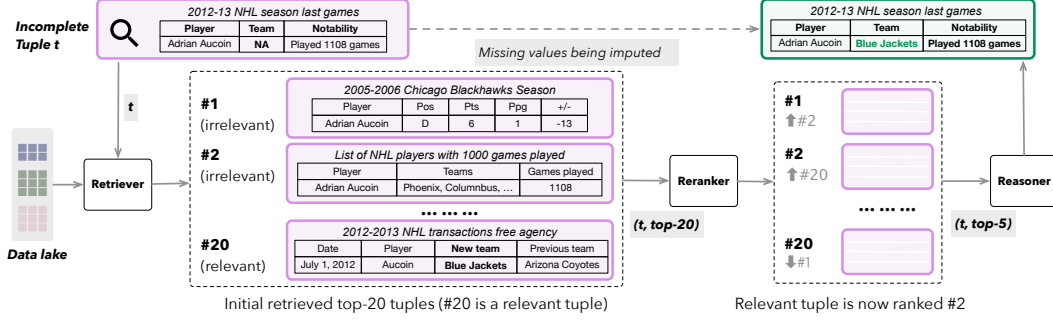 Incomplete
Tuple t
2012-13 NHL season last games
Player Team Notability
Adrian Aucoin NA Played 1108 games
Missing values being imputed
2012-13 NHL season last games
Player Team Notability
Adrian Aucoin Blue Jackets Played 1108 games
t
Data lake
Retriever
#1
(irrelevant)
2005-2006 Chicago Blackhawks Season
Player Pos Pts Ppg +/-
Adrian Aucoin D 6 1 -13
#2
(irrelevant)
List of NHL players with 1000 games played
Player Teams Games played
Adrian Aucoin Phoenix, Columnbus, ... 1108
... ... ...
#20
(relevant)
2012-2013 NHL transactions free agency
Date Player New team Previous team
July 1, 2012 Aucoin Blue Jackets Arizona Coyotes
Initial retrieved top-20 tuples (#20 is a relevant tuple)
Reranker
(t, top-20)
#1
#2
#2
#20
... ... ...
#20
#1
Relevant tuple is now ranked #2
Reasoner
(t, top-5)